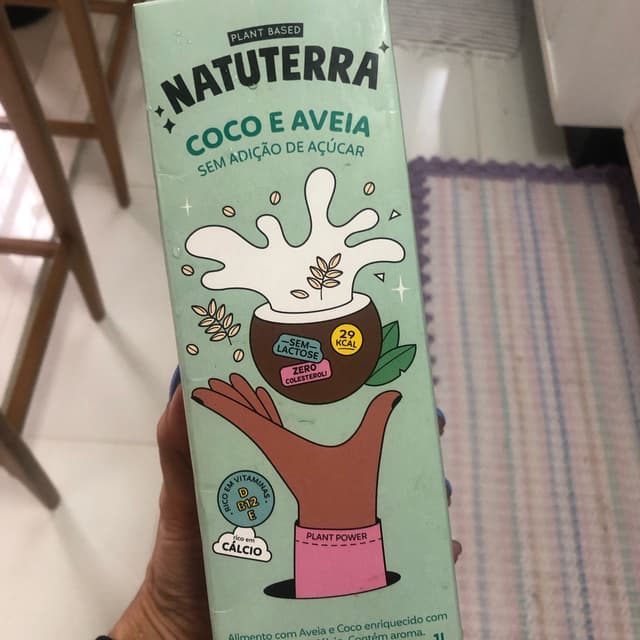 PLANT BASED
NATUTERRA
COCO E AVEIA
SEM ADIÇÃO DE AÇÚCAR
SEM
LACTOSE
29
KCAL
ZERO
COLESTEROL!
RICO EM VITAMINAS
D
B12
E
rico em
CÁLCIO
PLANT POWER
Alimento com Aveia e Coco enriquecido com
Contém aroma. 1L